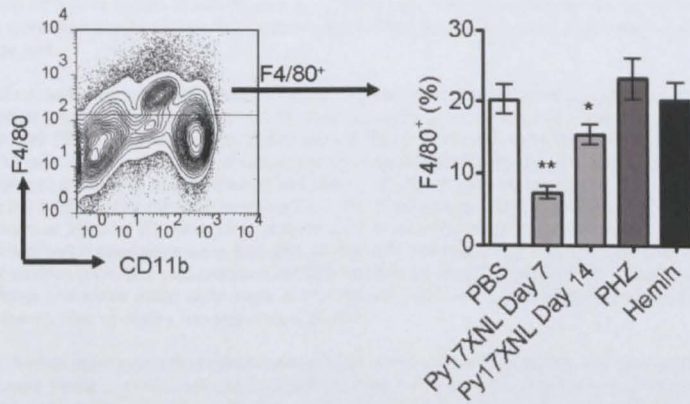 10⁴
10³
10²
10¹
10⁰
F4/80
10⁰ 10¹ 10² 10³ 10⁴
CD11b
F4/80⁺
F4/80⁺ (%)
30
20
10
0
**
*
PBS
Py17XNL Day 7
Py17XNL Day 14
PHZ
Hemin